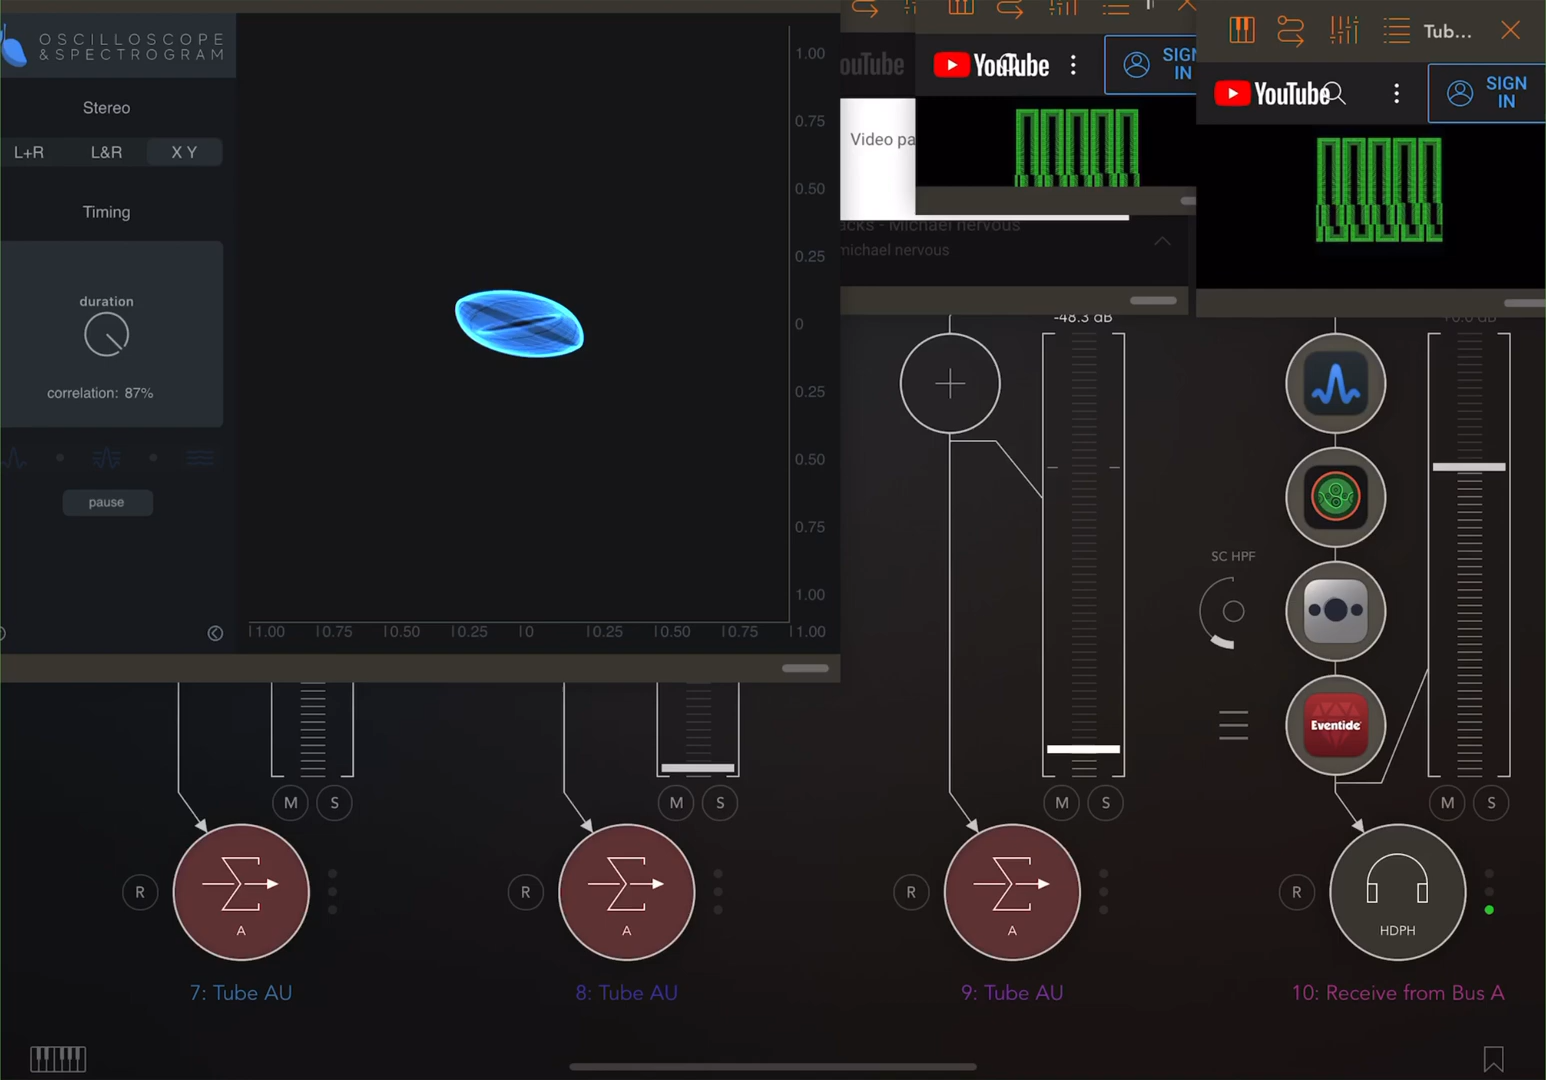 OSCILLOSCOPE
& SPECTROGRAM
Stereo
L+R L&R X Y
Timing
duration
correlation: 87%
pause
1.00
0.75
0.50
0.25
0
0.25
0.50
0.75
1.00
1.00 0.75 0.50 0.25 0 0.25 0.50 0.75 1.00
YouTube
SIGN
IN
Video pa
acks - Michael nervous
michael nervous
Tub...
YouTube
SIGN
IN
-48.3 dB
SC HPF
Eventide
M S
M S
M S
M S
R
A
R
A
R
A
R
HDPH
7: Tube AU
8: Tube AU
9: Tube AU
10: Receive from Bus A